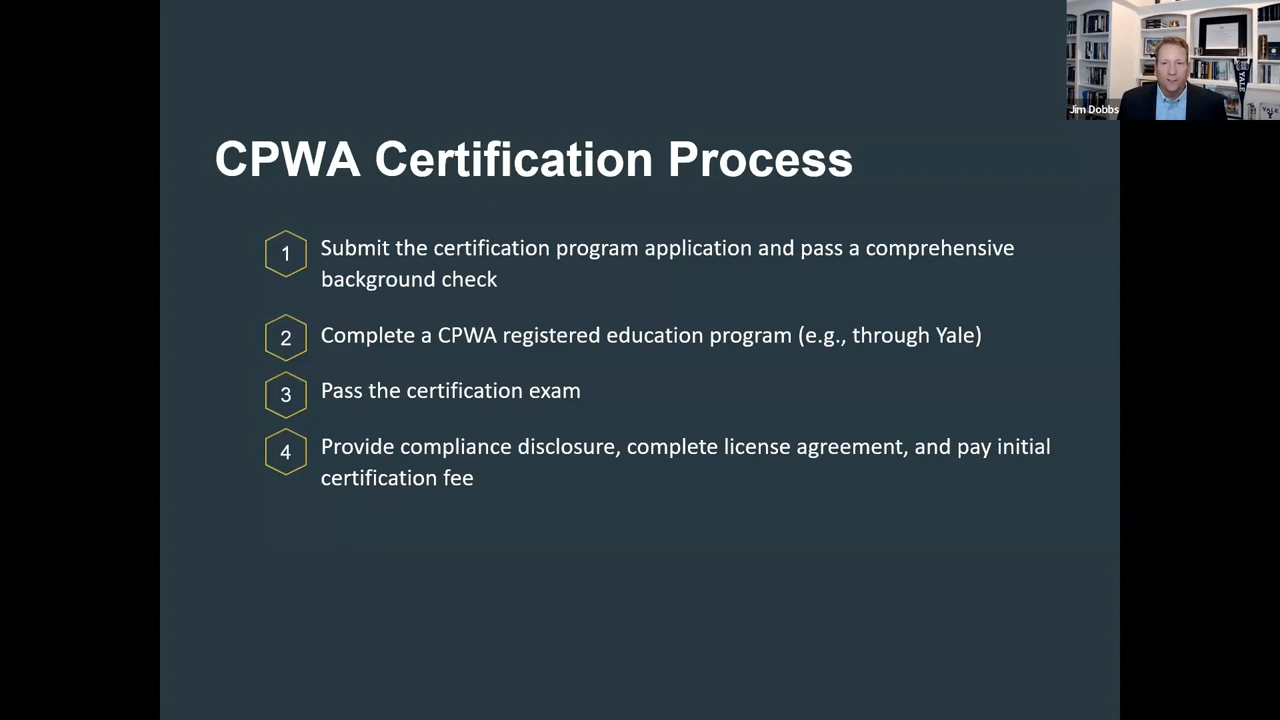 Jim Dobbs
YALE
YALE
Y
CPWA Certification Process
1
Submit the certification program application and pass a comprehensive
background check
2
Complete a CPWA registered education program (e.g., through Yale)
3
Pass the certification exam
4
Provide compliance disclosure, complete license agreement, and pay initial
certification fee